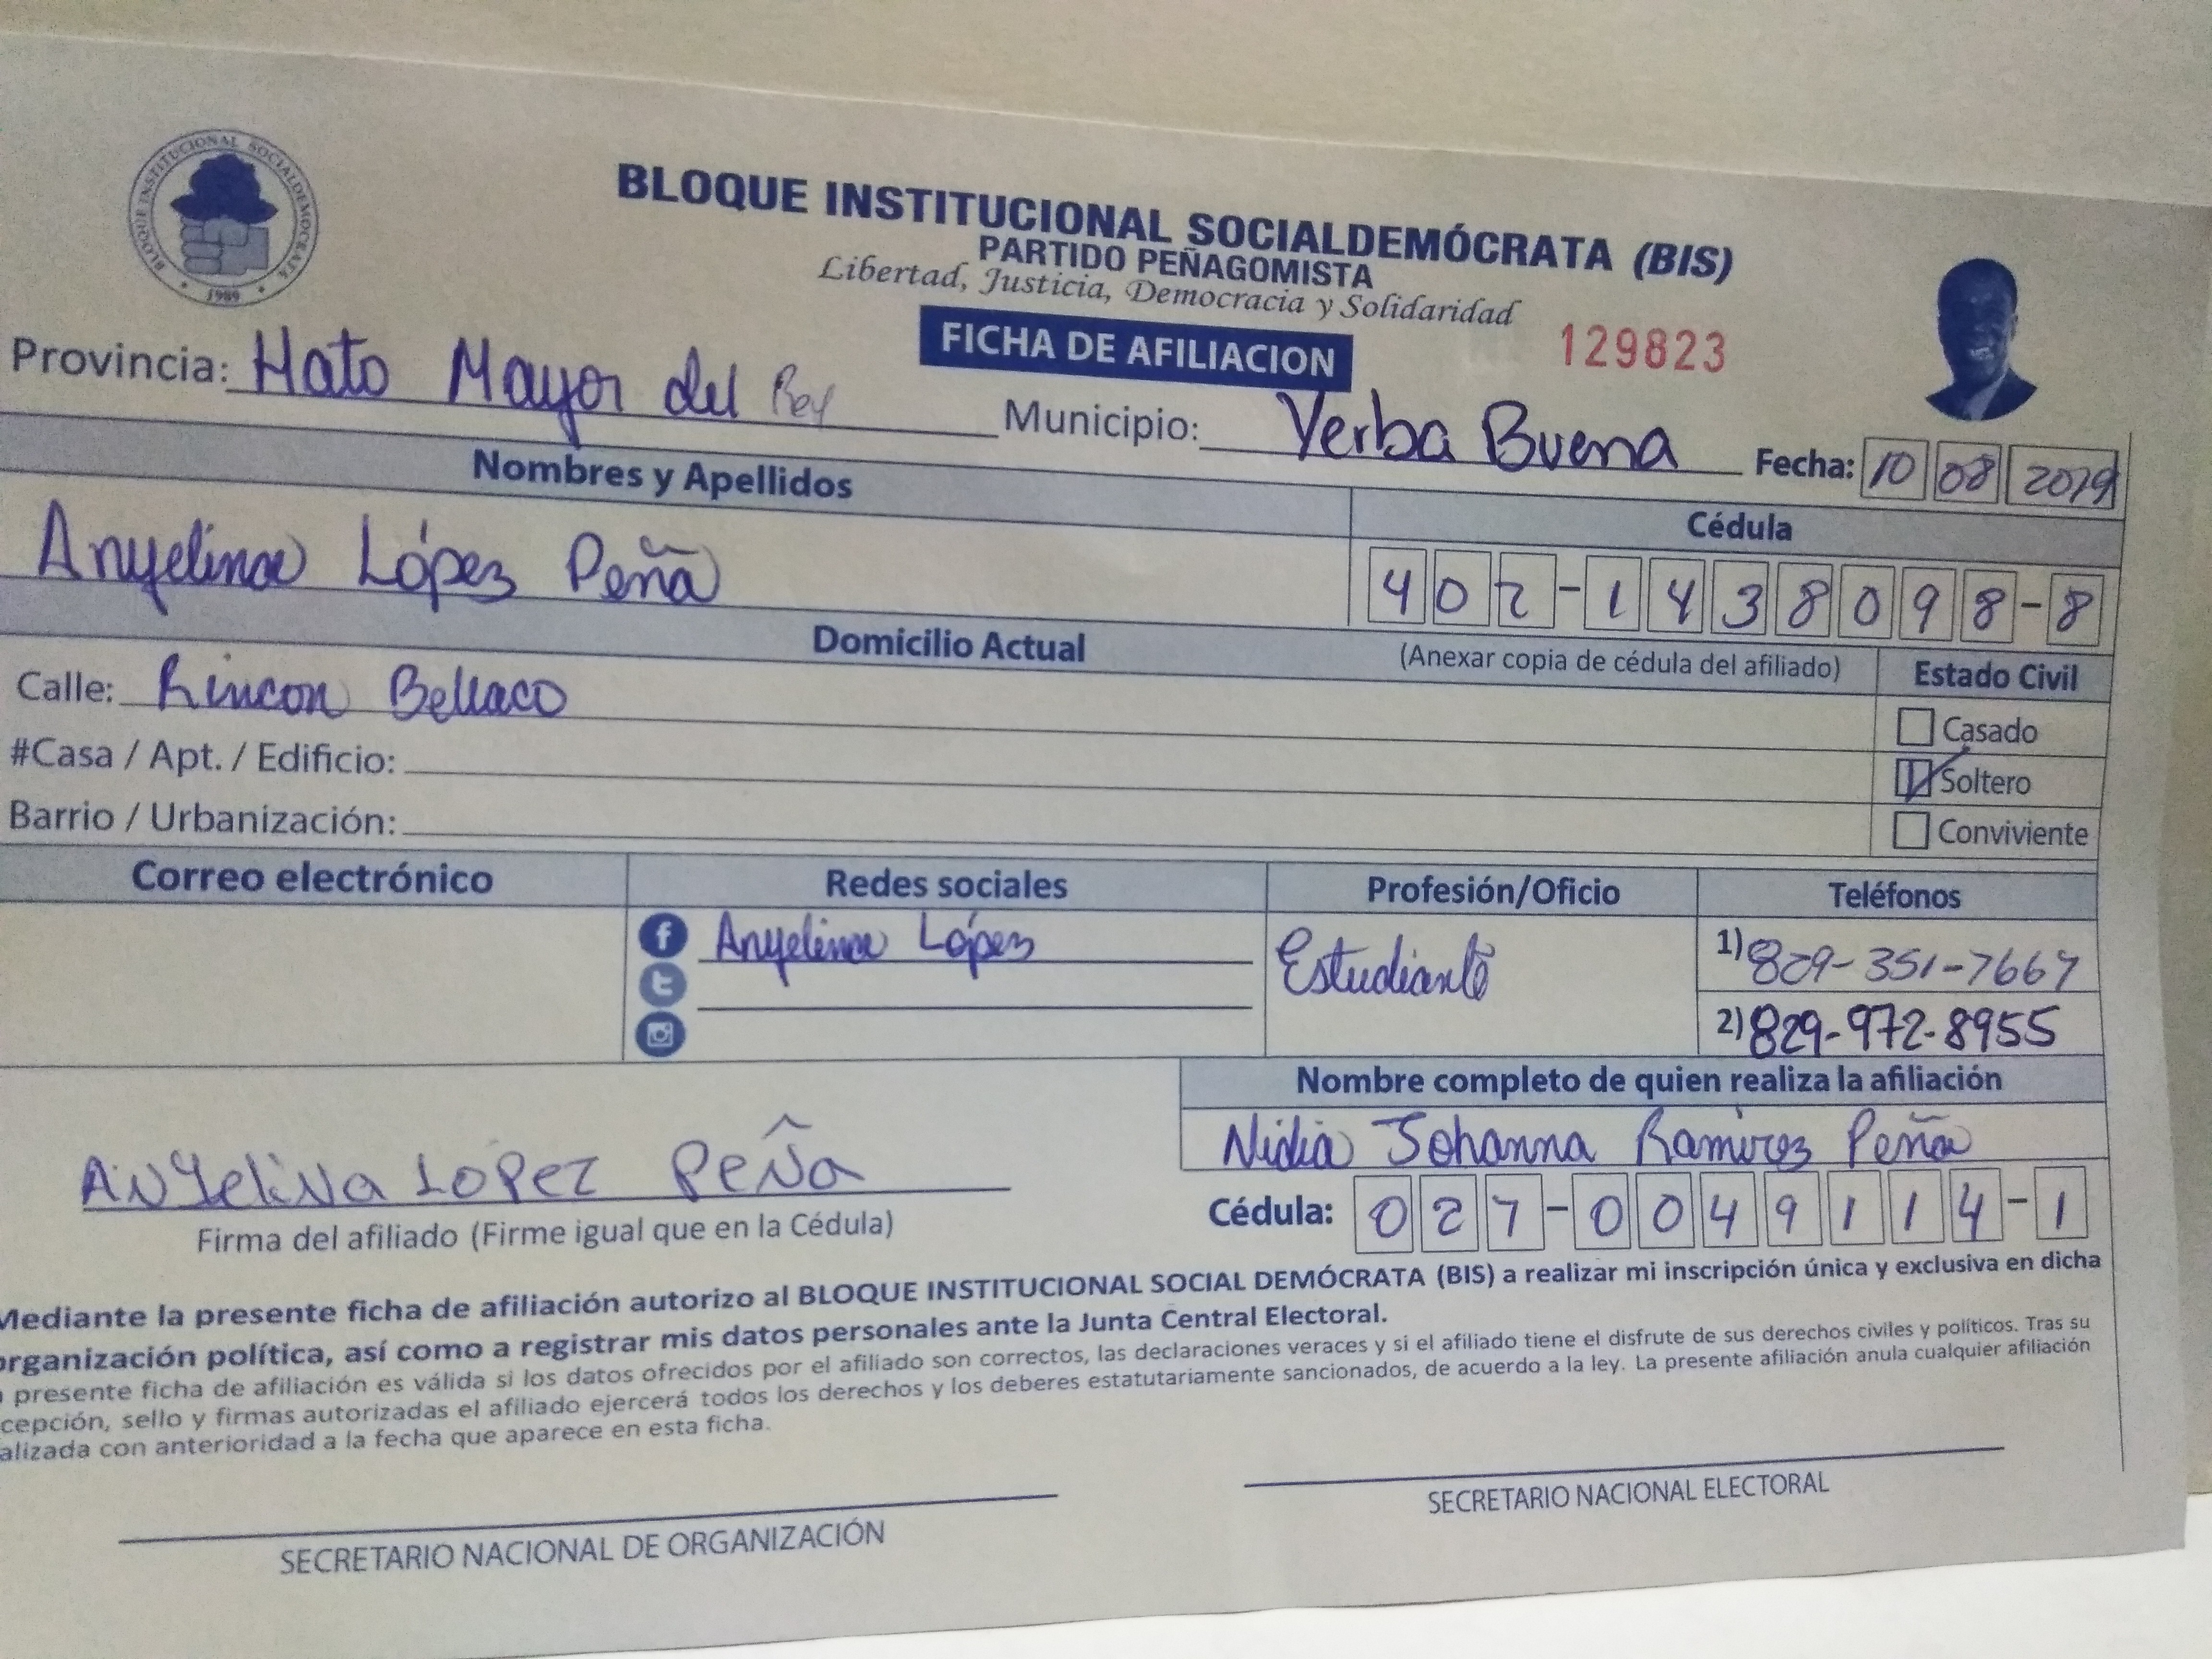 BLOQUE INSTITUCIONAL SOCIALDEMOCRATA
1989
BLOQUE INSTITUCIONAL SOCIALDEMÓCRATA (BIS)
PARTIDO PEÑAGOMISTA
Libertad, Justicia, Democracia y Solidaridad
FICHA DE AFILIACION
129823
Provincia: Hato Mayor del Rey
Municipio: Yerba Buena
Fecha: 10 08 2019
Nombres y Apellidos
Cédula
Anyelina López Peña
402-1438098-8
Domicilio Actual
(Anexar copia de cédula del afiliado)
Estado Civil
Calle: Rincon Bellaco
Casado
#Casa / Apt. / Edificio:
Soltero
Barrio / Urbanización:
Conviviente
Correo electrónico
Redes sociales
Profesión/Oficio
Teléfonos
Anyelina López
Estudiante
1) 829-351-7667
2) 829-972-8955
Nombre completo de quien realiza la afiliación
Nidia Johanna Ramirez Peña
ANyeliNa LOPez PeÑa
Firma del afiliado (Firme igual que en la Cédula)
Cédula: 027-0049114-1
Mediante la presente ficha de afiliación autorizo al BLOQUE INSTITUCIONAL SOCIAL DEMÓCRATA (BIS) a realizar mi inscripción única y exclusiva en dicha
organización política, así como a registrar mis datos personales ante la Junta Central Electoral.
presente ficha de afiliación es válida si los datos ofrecidos por el afiliado son correctos, las declaraciones veraces y si el afiliado tiene el disfrute de sus derechos civiles y políticos. Tras su
cepción, sello y firmas autorizadas el afiliado ejercerá todos los derechos y los deberes estatutariamente sancionados, de acuerdo a la ley. La presente afiliación anula cualquier afiliación
alizada con anterioridad a la fecha que aparece en esta ficha.
SECRETARIO NACIONAL DE ORGANIZACIÓN
SECRETARIO NACIONAL ELECTORAL